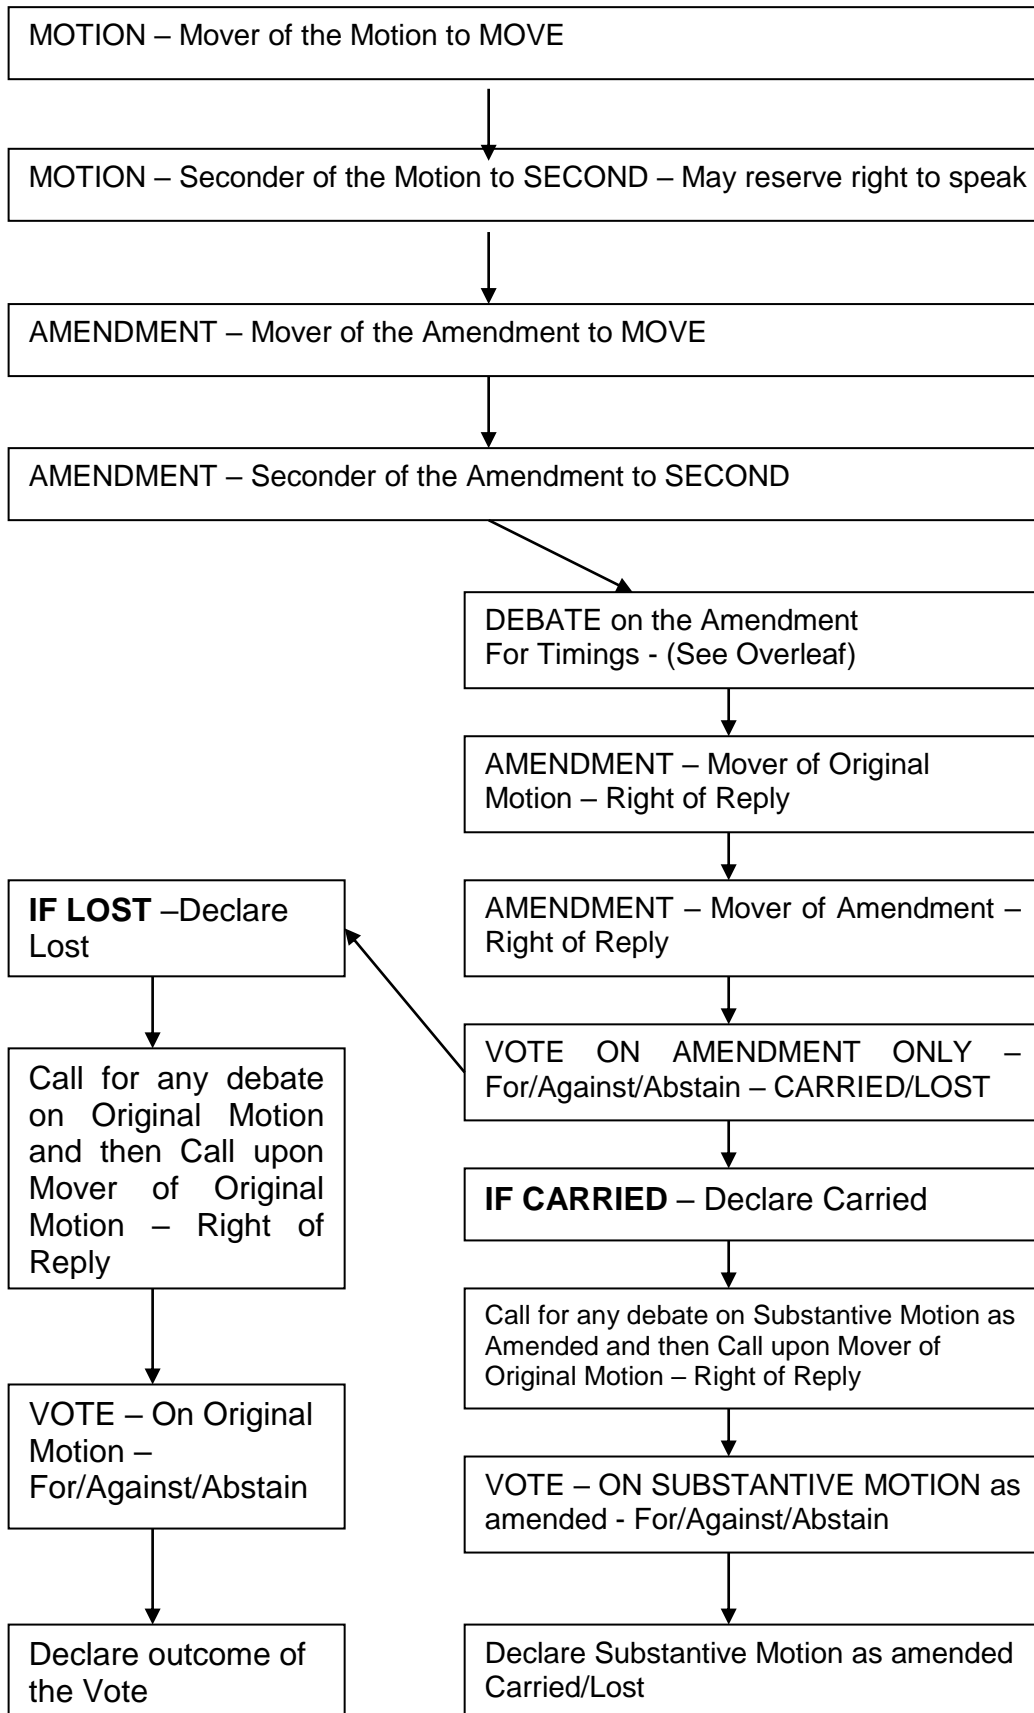 MOTION – Mover of the Motion to MOVE
MOTION – Seconder of the Motion to SECOND – May reserve right to speak
AMENDMENT – Mover of the Amendment to MOVE
AMENDMENT – Seconder of the Amendment to SECOND
DEBATE on the Amendment
For Timings - (See Overleaf)
AMENDMENT – Mover of Original
Motion – Right of Reply
AMENDMENT – Mover of Amendment –
Right of Reply
VOTE ON AMENDMENT ONLY –
For/Against/Abstain – CARRIED/LOST
IF LOST –Declare
Lost
Call for any debate
on Original Motion
and then Call upon
Mover of Original
Motion – Right of
Reply
VOTE – On Original
Motion –
For/Against/Abstain
Declare outcome of
the Vote
IF CARRIED – Declare Carried
Call for any debate on Substantive Motion as
Amended and then Call upon Mover of
Original Motion – Right of Reply
VOTE – ON SUBSTANTIVE MOTION as
amended - For/Against/Abstain
Declare Substantive Motion as amended
Carried/Lost